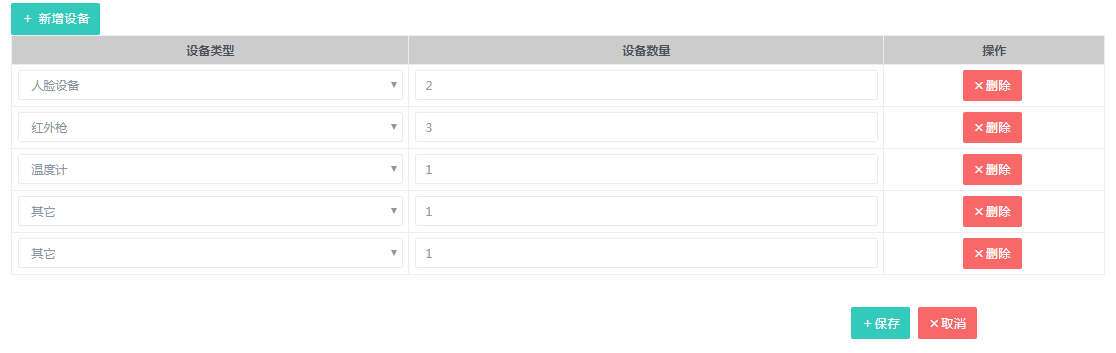 + 新增设备
设备类型 设备数量 操作
人脸设备 ▼ 2 ×删除
红外枪 ▼ 3 ×删除
温度计 ▼ 1 ×删除
其它 ▼ 1 ×删除
其它 ▼ 1 ×删除
+保存 ×取消